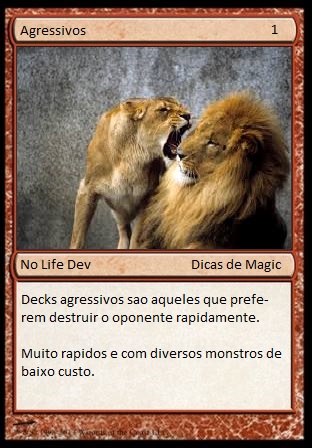 Agressivos 1
No Life Dev Dicas de Magic
Decks agressivos sao aqueles que prefe-
rem destruir o oponente rapidamente.
Muito rapidos e com diversos monstros de
baixo custo.